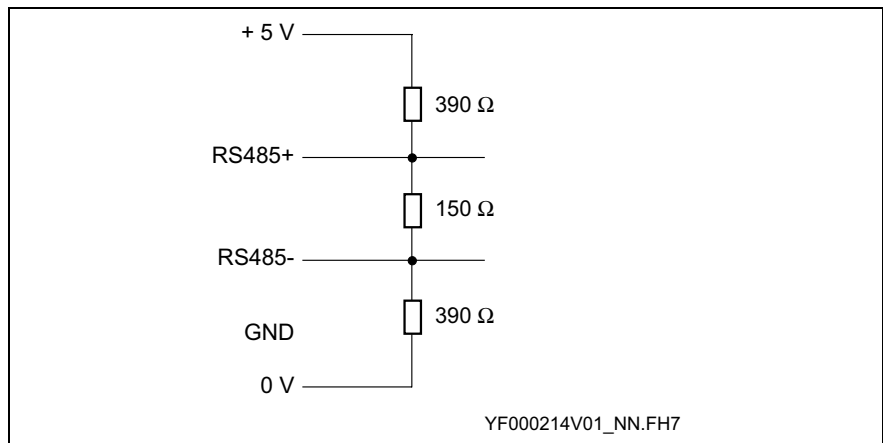 + 5 V
390 Ω
RS485+
150 Ω
RS485-
390 Ω
GND
0 V
YF000214V01_NN.FH7